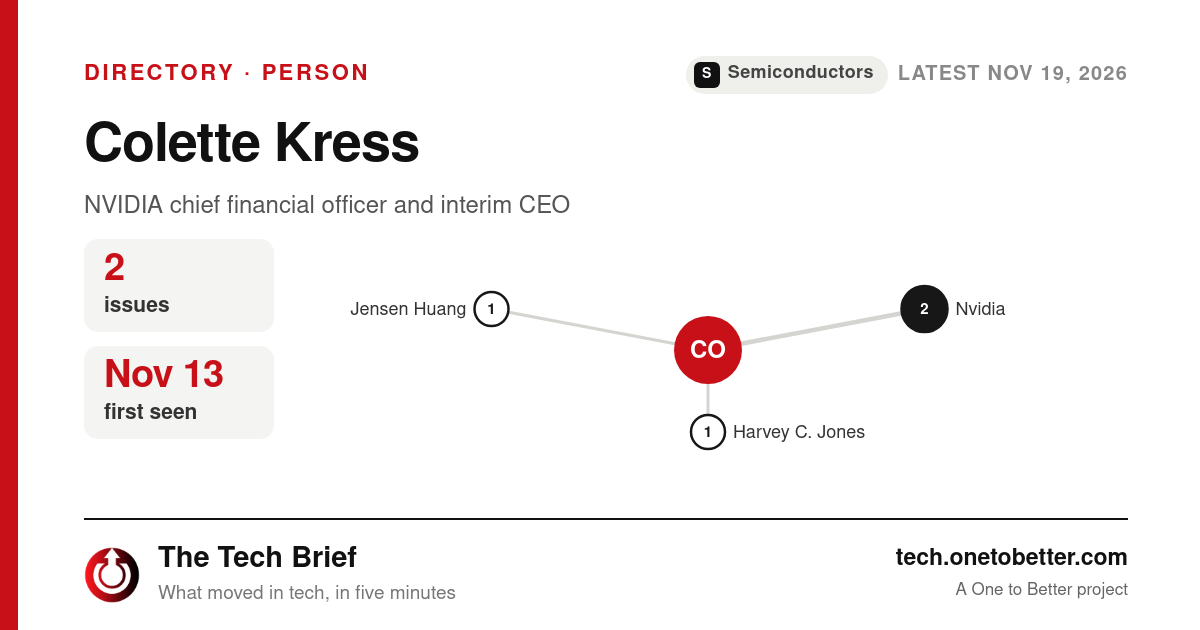 DIRECTORY · PERSON
S Semiconductors
LATEST NOV 19, 2026
Colette Kress
NVIDIA chief financial officer and interim CEO
2
issues
Nov 13
first seen
Jensen Huang
1
CO
2
Nvidia
1
Harvey C. Jones
The Tech Brief
What moved in tech, in five minutes
tech.onetobetter.com
A One to Better project